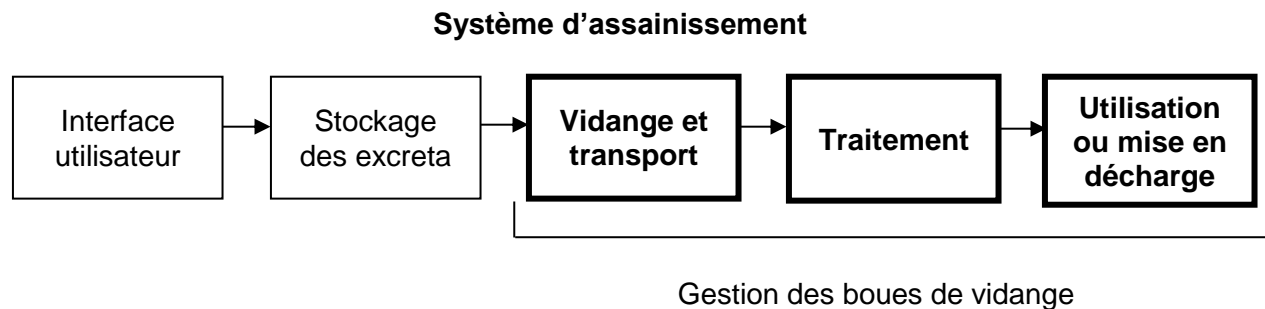 Système d'assainissement
Interface
utilisateur
Stockage
des excreta
Vidange et
transport
Traitement
Utilisation
ou mise en
décharge
Gestion des boues de vidange